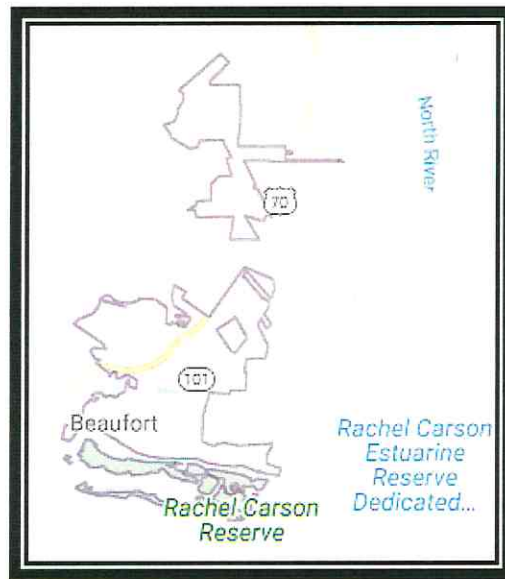 North River
70
101
Beaufort
Rachel Carson
Estuarine
Reserve
Dedicated...
Rachel Carson
Reserve